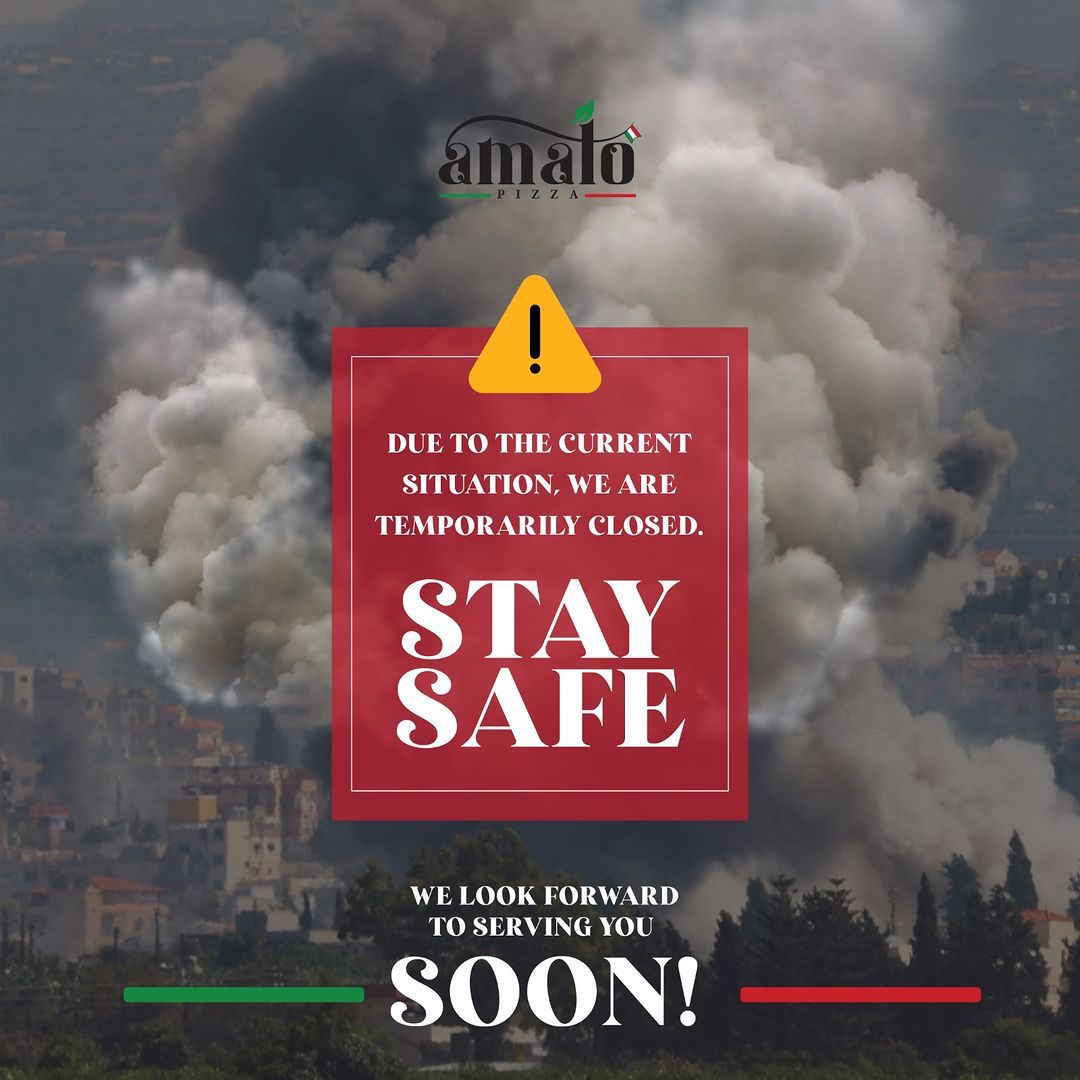 amato
PIZZA
DUE TO THE CURRENT
SITUATION, WE ARE
TEMPORARILY CLOSED.
STAY
SAFE
WE LOOK FORWARD
TO SERVING YOU
SOON!